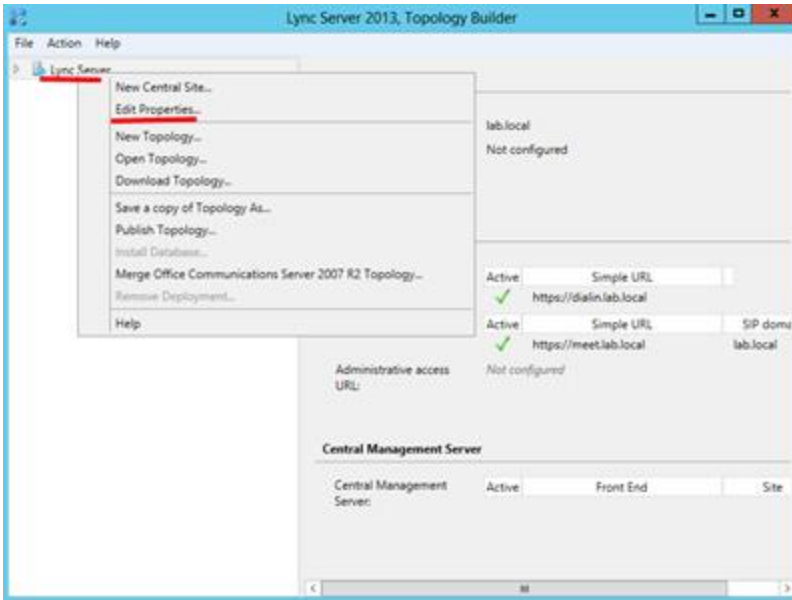 Lync Server 2013, Topology Builder
File Action Help
Lync Server
New Central Site...
Edit Properties...
New Topology...
Open Topology...
Download Topology...
Save a copy of Topology As...
Publish Topology...
Install Database...
Merge Office Communications Server 2007 R2 Topology...
Remove Deployment...
Help
lab.local
Not configured
Active Simple URL
https://dialin.lab.local
Active Simple URL SIP doma
https://meet.lab.local lab.local
Administrative access Not configured
URL:
Central Management Server
Central Management Active Front End Site
Server: